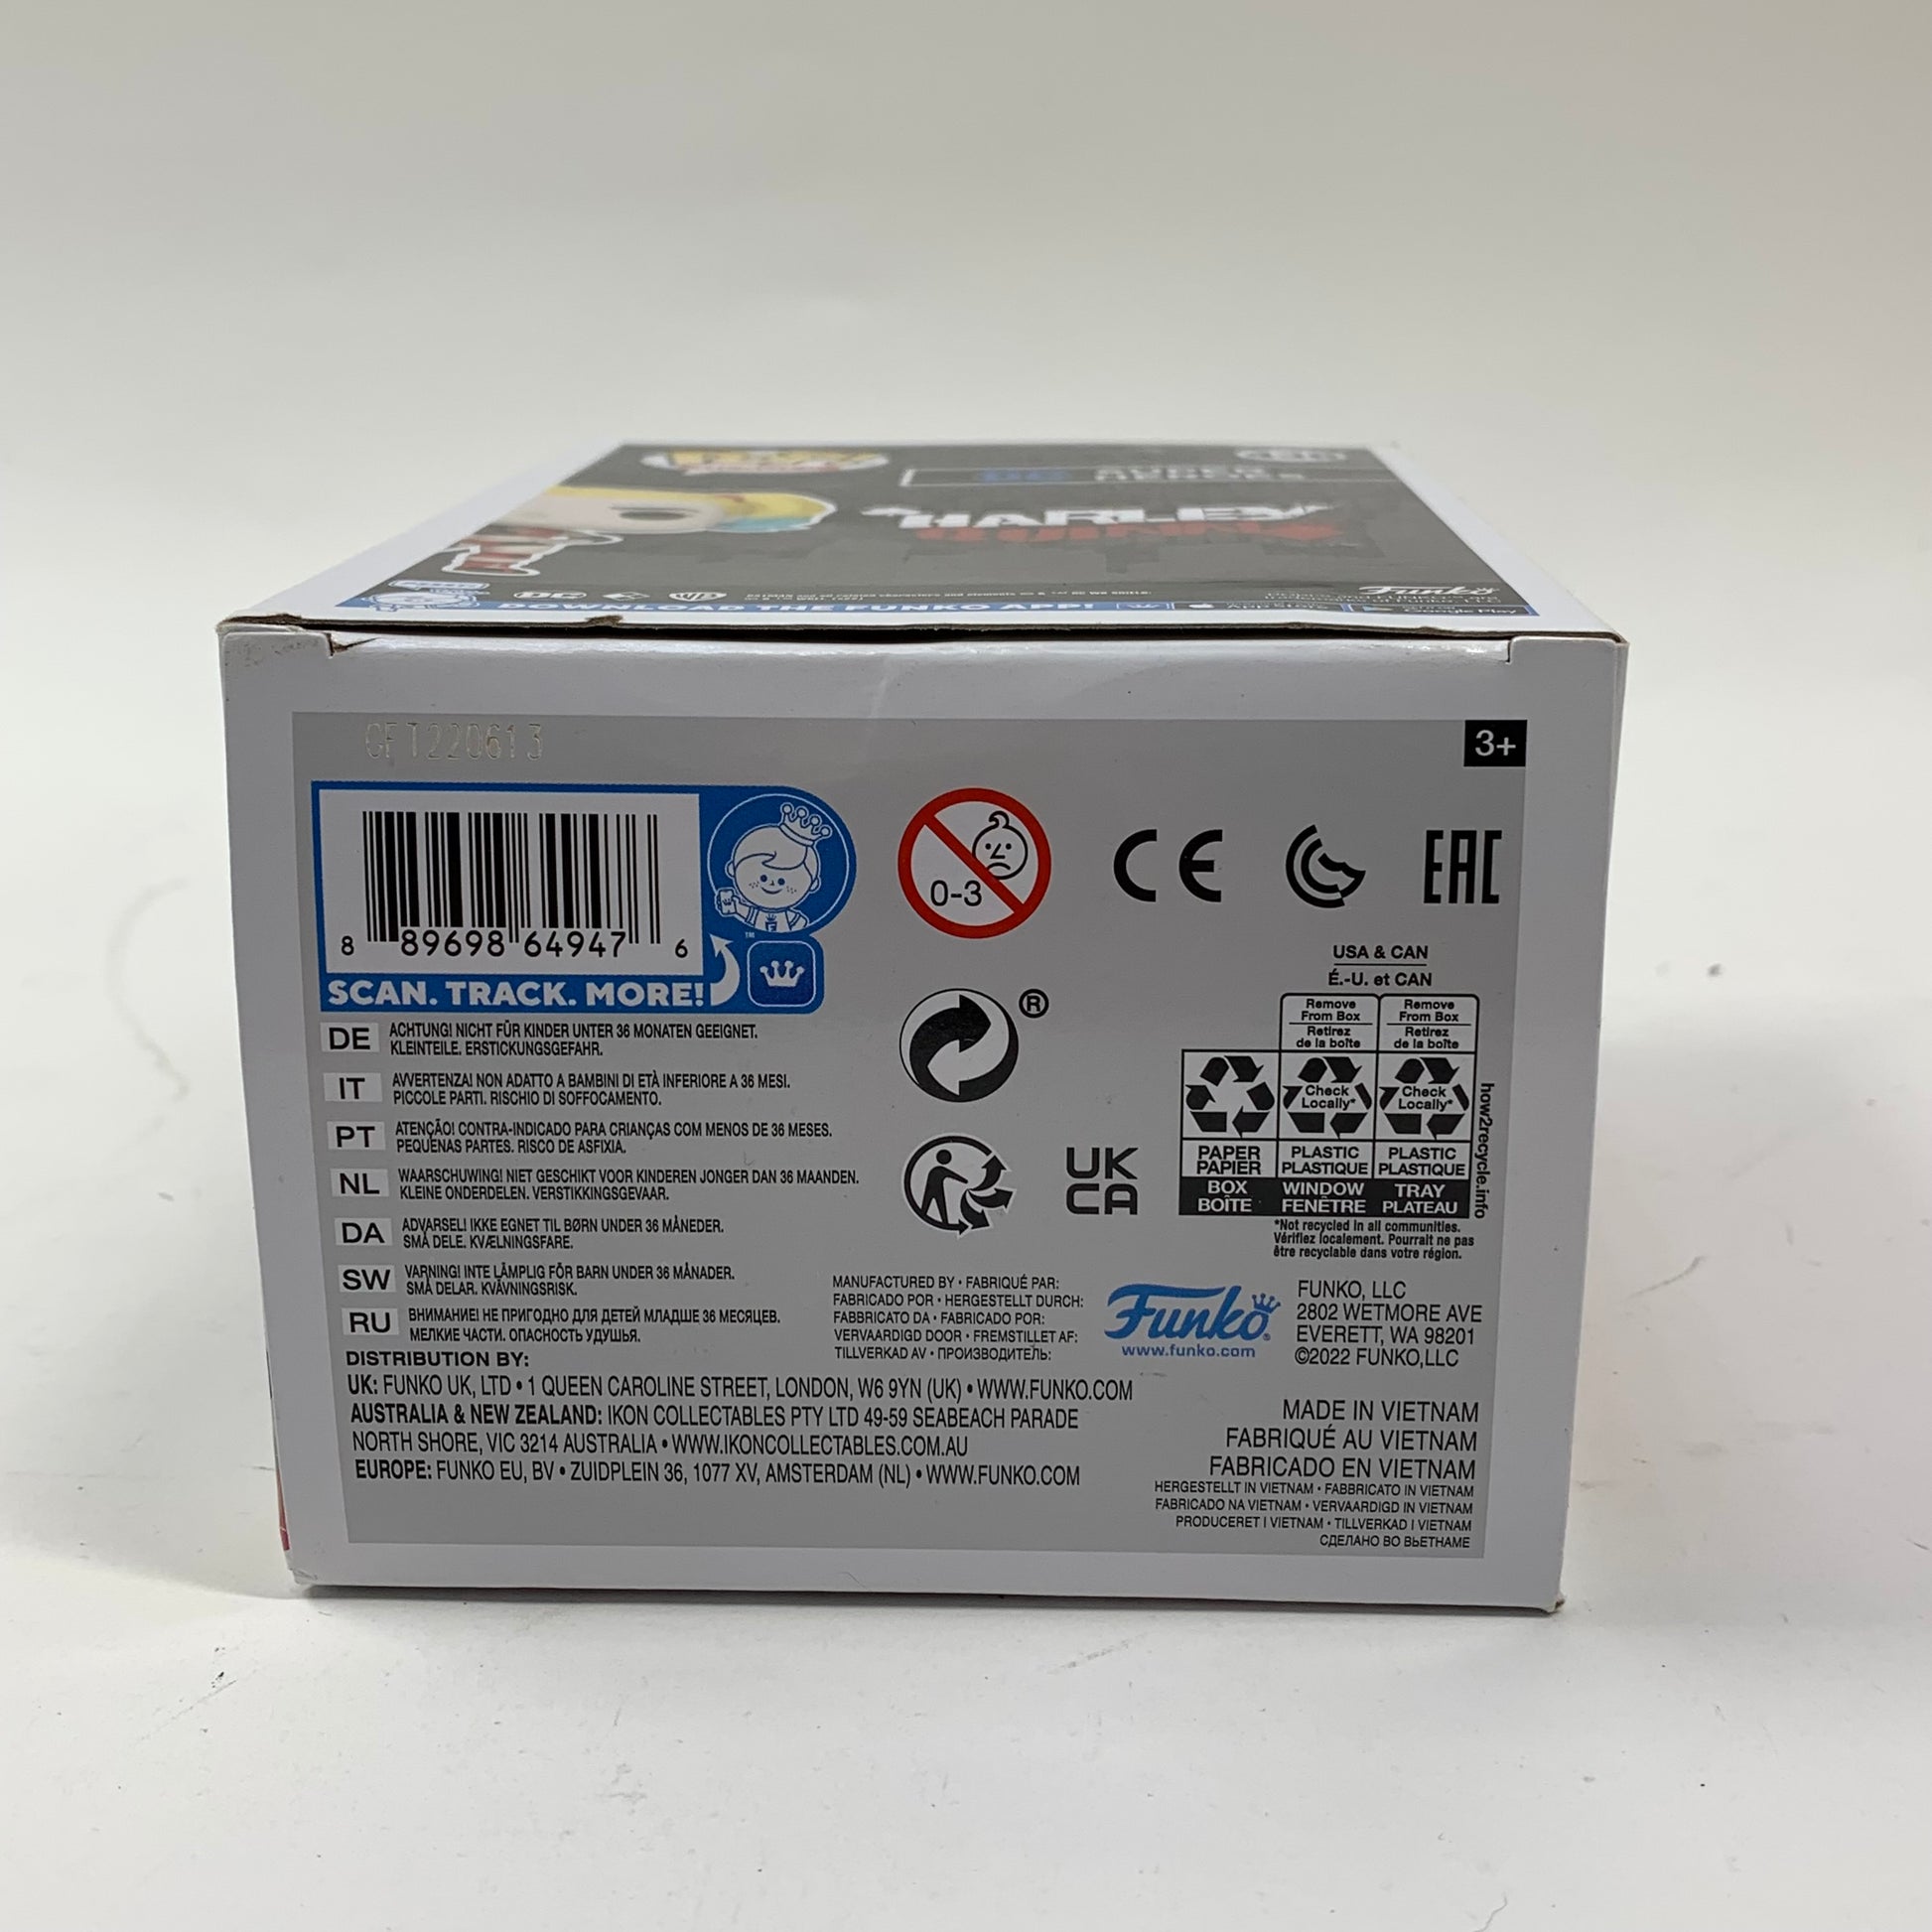 SUPER
HEROES
HARLEY
QUINN
DC
Funko
DOWNLOAD THE FUNKO APP!
App Store
Google Play
CFT220613
3+
8 89698 64947 6
SCAN. TRACK. MORE!
™
0-3
CE
EAC
®
UK
CA
USA & CAN
É.-U. et CAN
Remove From Box
Retirez de la boîte
Remove From Box
Retirez de la boîte
Check Locally*
Check Locally*
PAPER PAPIER
PLASTIC PLASTIQUE
PLASTIC PLASTIQUE
BOX BOÎTE
WINDOW FENÊTRE
TRAY PLATEAU
how2recycle.info
*Not recycled in all communities.
Vérifiez localement. Pourrait ne pas
être recyclable dans votre région.
DE ACHTUNG! NICHT FÜR KINDER UNTER 36 MONATEN GEEIGNET.
KLEINTEILE. ERSTICKUNGSGEFAHR.
IT AVVERTENZA! NON ADATTO A BAMBINI DI ETÀ INFERIORE A 36 MESI.
PICCOLE PARTI. RISCHIO DI SOFFOCAMENTO.
PT ATENÇÃO! CONTRA-INDICADO PARA CRIANÇAS COM MENOS DE 36 MESES.
PEQUENAS PARTES. RISCO DE ASFIXIA.
NL WAARSCHUWING! NIET GESCHIKT VOOR KINDEREN JONGER DAN 36 MAANDEN.
KLEINE ONDERDELEN. VERSTIKKINGSGEVAAR.
DA ADVARSEL! IKKE EGNET TIL BØRN UNDER 36 MÅNEDER.
SMÅ DELE. KVÆLNINGSFARE.
SW VARNING! INTE LÄMPLIG FÖR BARN UNDER 36 MÅNADER.
SMÅ DELAR. KVÄVNINGSRISK.
RU ВНИМАНИЕ! НЕ ПРИГОДНО ДЛЯ ДЕТЕЙ МЛАДШЕ 36 МЕСЯЦЕВ.
МЕЛКИЕ ЧАСТИ. ОПАСНОСТЬ УДУШЬЯ.
MANUFACTURED BY • FABRIQUÉ PAR:
FABRICADO POR • HERGESTELLT DURCH:
FABBRICATO DA • FABRICADO POR:
VERVAARDIGD DOOR • FREMSTILLET AF:
TILLVERKAD AV • ПРОИЗВОДИТЕЛЬ:
Funko®
www.funko.com
FUNKO, LLC
2802 WETMORE AVE
EVERETT, WA 98201
©2022 FUNKO,LLC
DISTRIBUTION BY:
UK: FUNKO UK, LTD • 1 QUEEN CAROLINE STREET, LONDON, W6 9YN (UK) • WWW.FUNKO.COM
AUSTRALIA & NEW ZEALAND: IKON COLLECTABLES PTY LTD 49-59 SEABEACH PARADE
NORTH SHORE, VIC 3214 AUSTRALIA • WWW.IKONCOLLECTABLES.COM.AU
EUROPE: FUNKO EU, BV • ZUIDPLEIN 36, 1077 XV, AMSTERDAM (NL) • WWW.FUNKO.COM
MADE IN VIETNAM
FABRIQUÉ AU VIETNAM
FABRICADO EN VIETNAM
HERGESTELLT IN VIETNAM • FABBRICATO IN VIETNAM
FABRICADO NA VIETNAM • VERVAARDIGD IN VIETNAM
PRODUCERET I VIETNAM • TILLVERKAD I VIETNAM
СДЕЛАНО ВО ВЬЕТНАМЕ